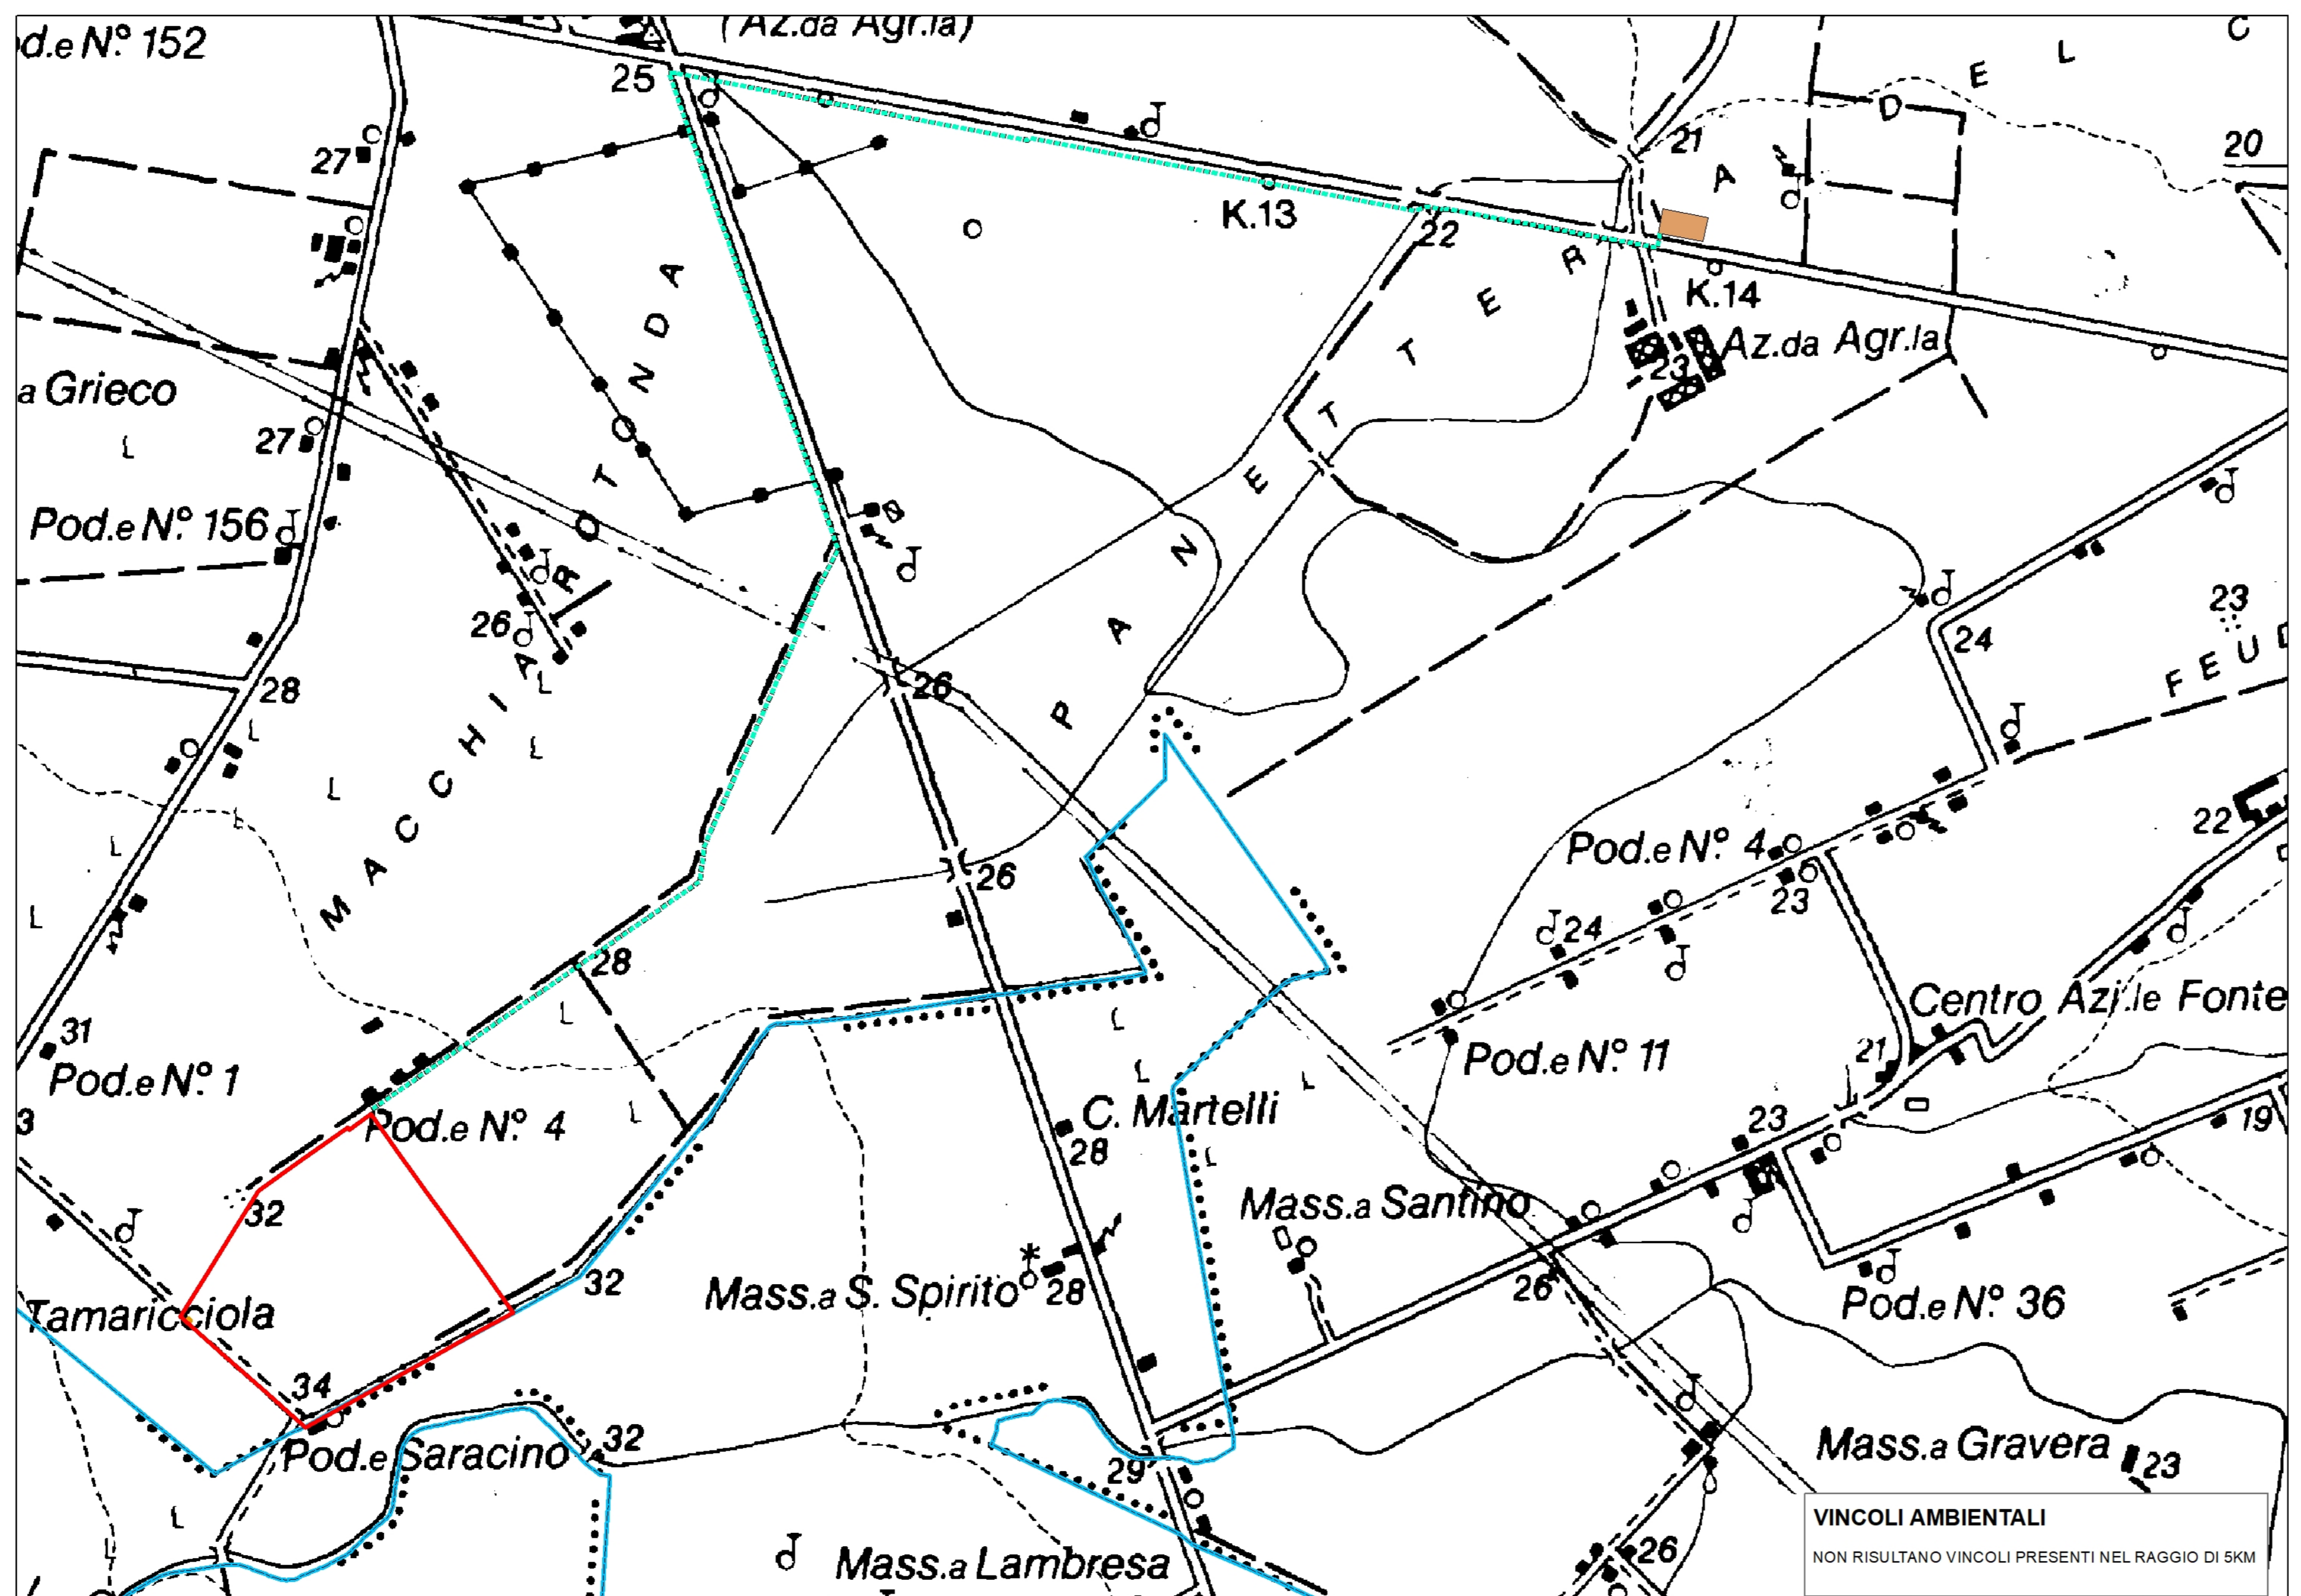 (Az.da Agr.la)
d.e N.º 152
C
L
E
D
A
25
21
20
27
K.13
22
R
E
T
T
E
N
A
P
K.14
Az.da Agr.la
23
a Grieco
27
MACCHIA ROTONDA
Pod.e N.º 156
26
28
26
24
23
FEUD
22
Pod.e N.º 4
23
26
24
28
Centro Azi.le Fonte
31
Pod.e N.º 1
Pod.e N.º 11
21
3
Pod.e N.º 4
C. Martelli
28
23
19
32
Mass.a Santino
32
Mass.a S. Spirito
28
26
Pod.e N.º 36
Tamaricciola
34
Pod.e Saracino
32
29
Mass.a Gravera
23
Mass.a Lambresa
26
VINCOLI AMBIENTALI
NON RISULTANO VINCOLI PRESENTI NEL RAGGIO DI 5KM